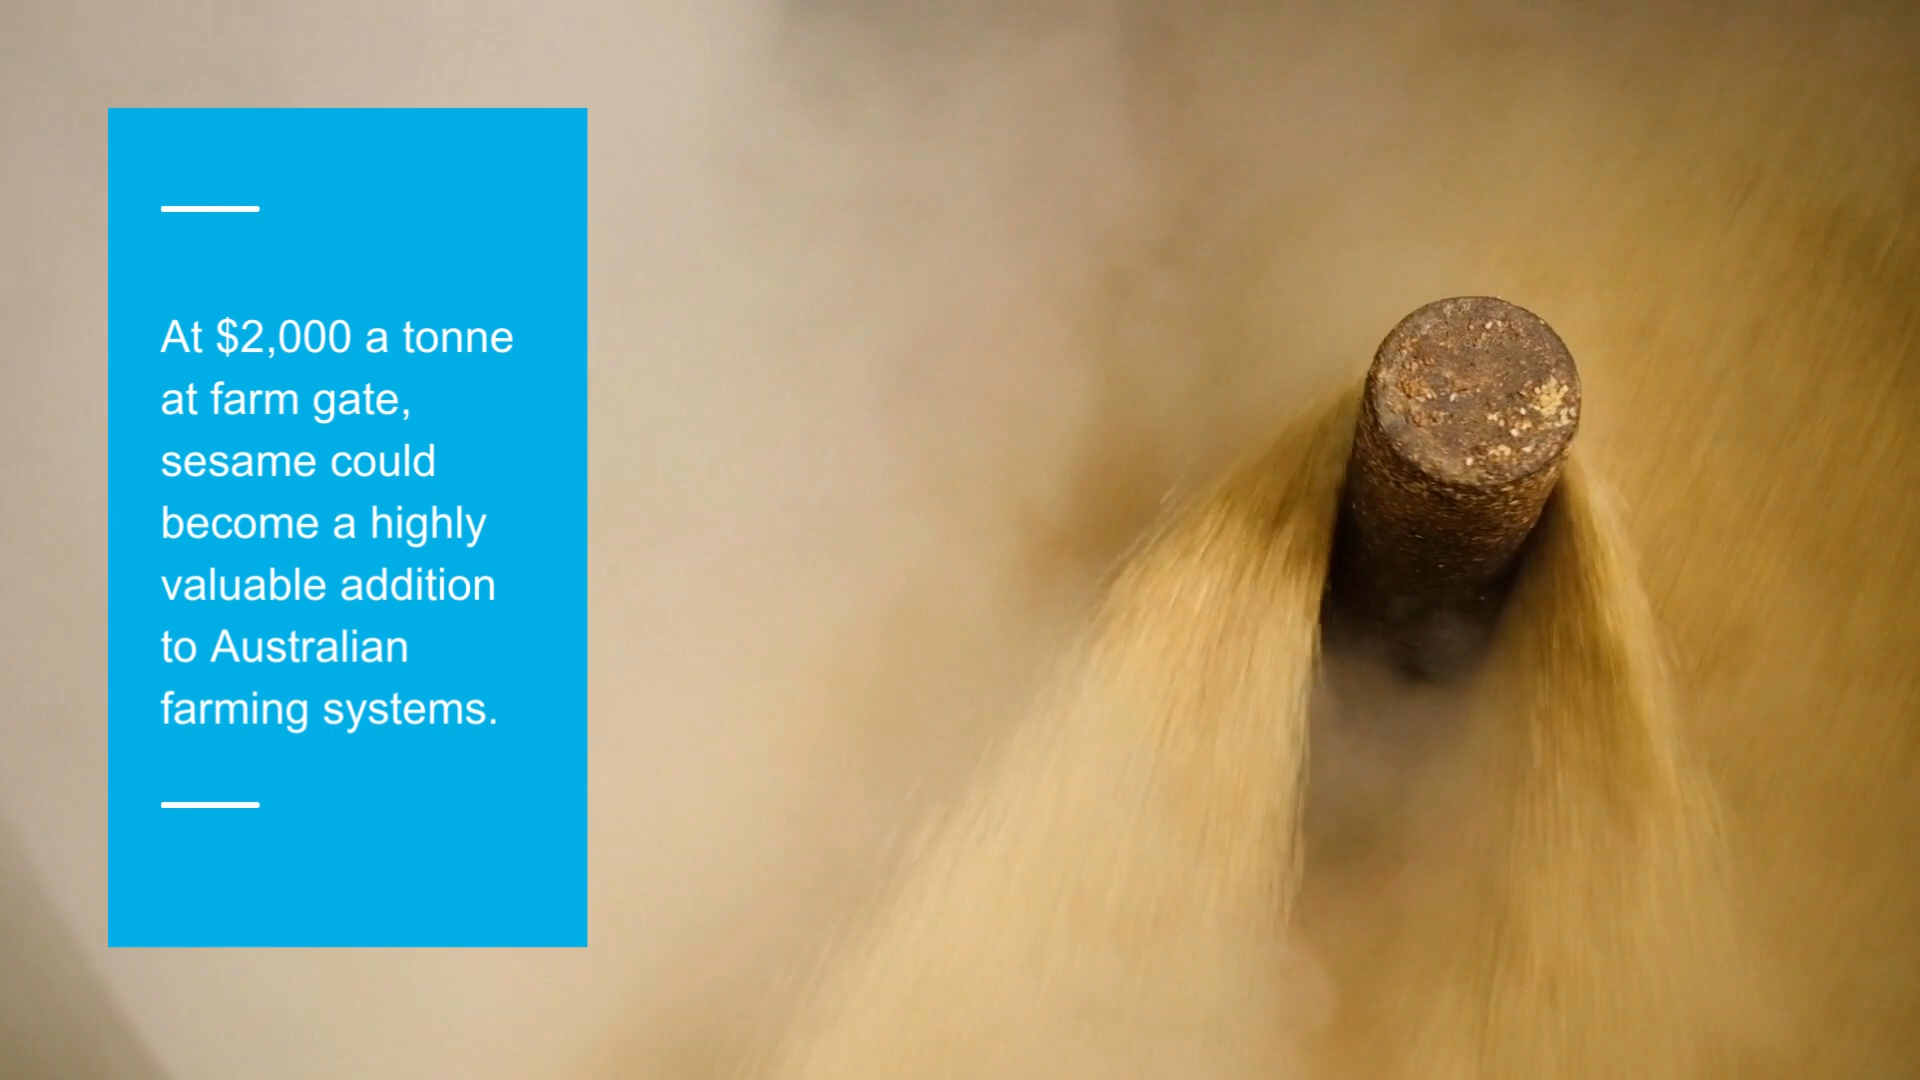 At $2,000 a tonne
at farm gate,
sesame could
become a highly
valuable addition
to Australian
farming systems.